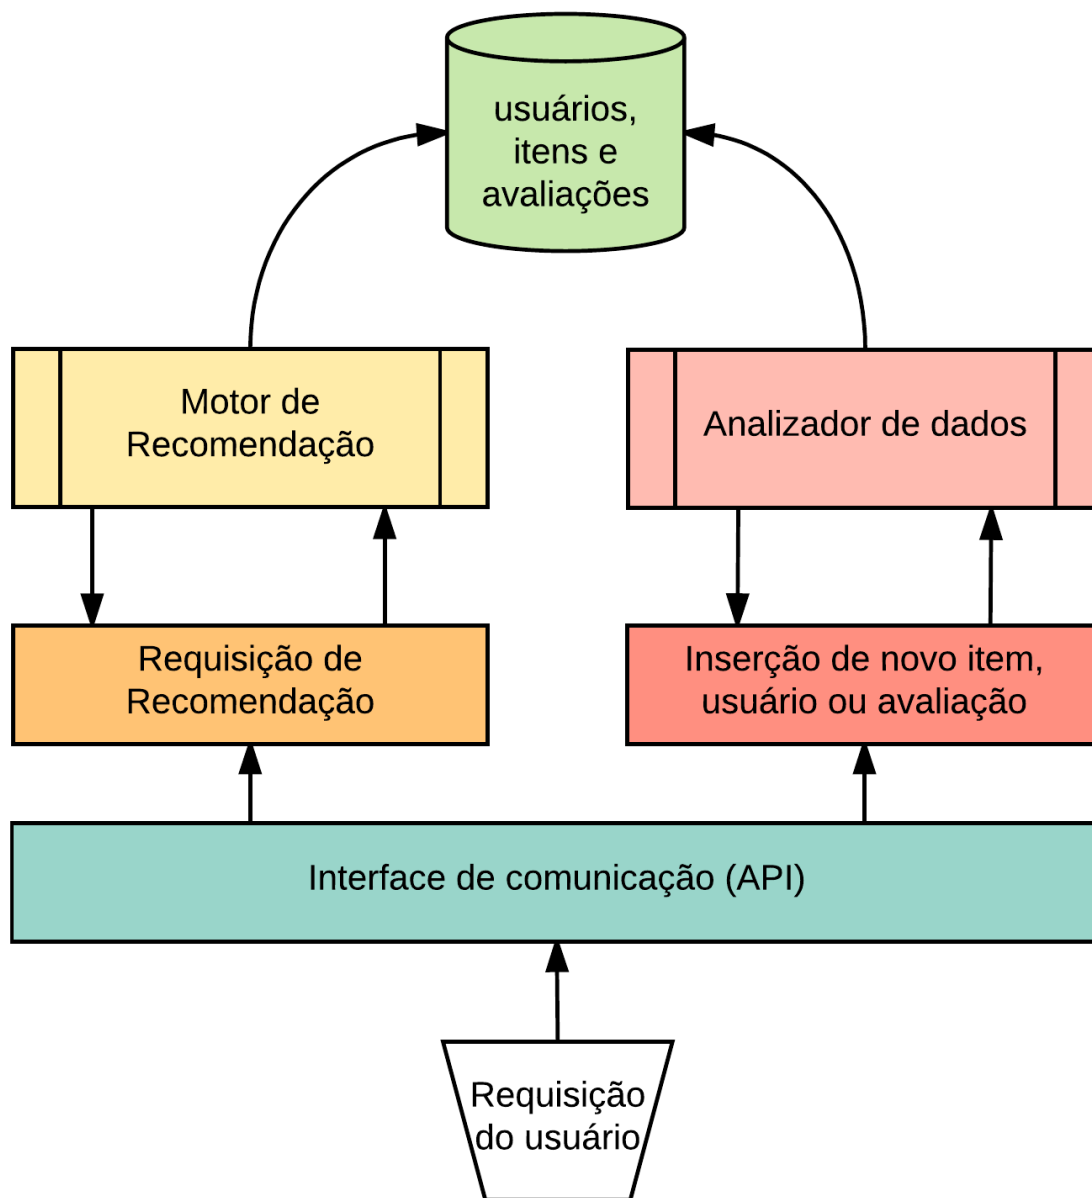 usuários,
itens e
avaliações
Motor de
Recomendação
Analizador de dados
Requisição de
Recomendação
Inserção de novo item,
usuário ou avaliação
Interface de comunicação (API)
Requisição
do usuário